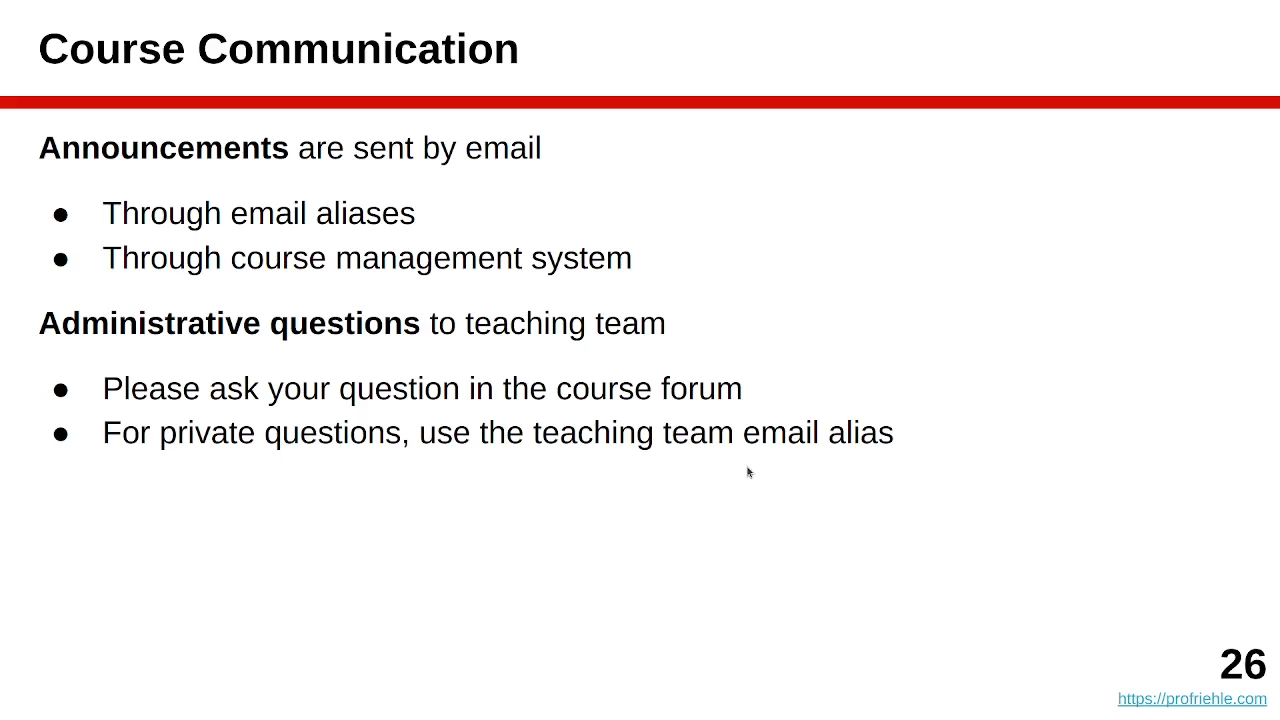 Course Communication
Announcements are sent by email
● Through email aliases
● Through course management system
Administrative questions to teaching team
● Please ask your question in the course forum
● For private questions, use the teaching team email alias
26
https://profriehle.com